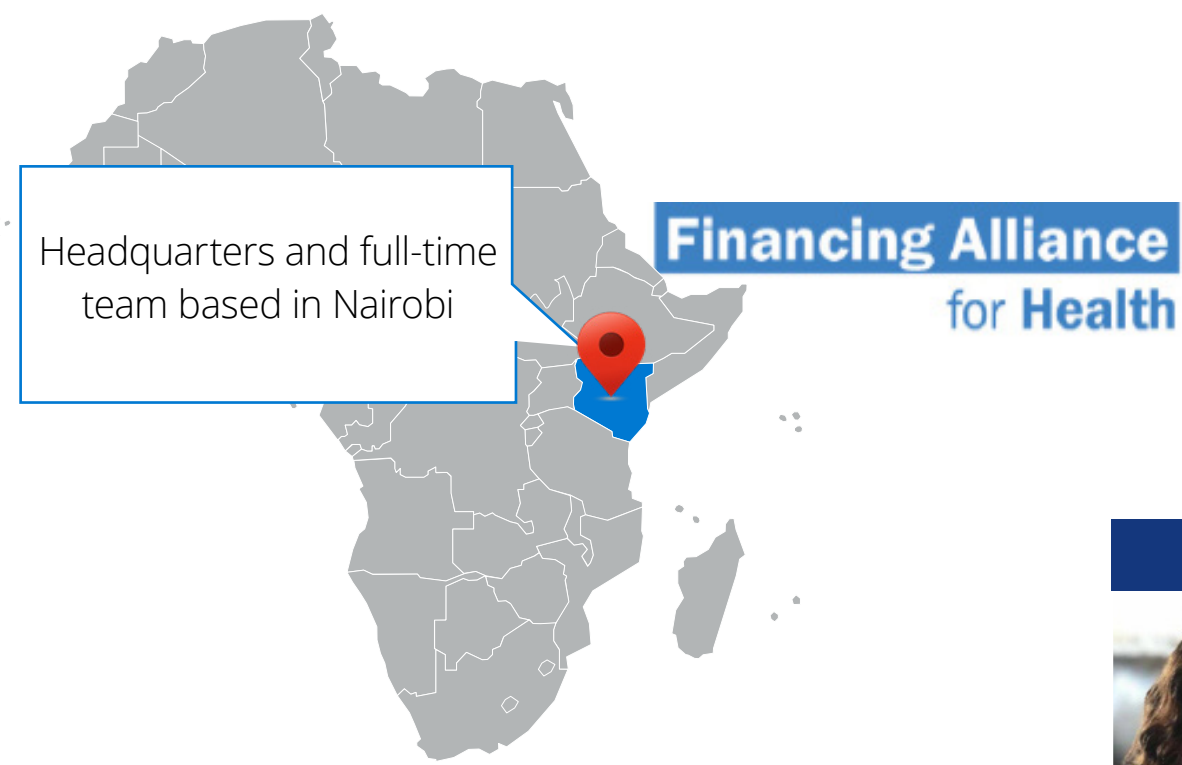 Headquarters and full-time
team based in Nairobi
Financing Alliance
for Health